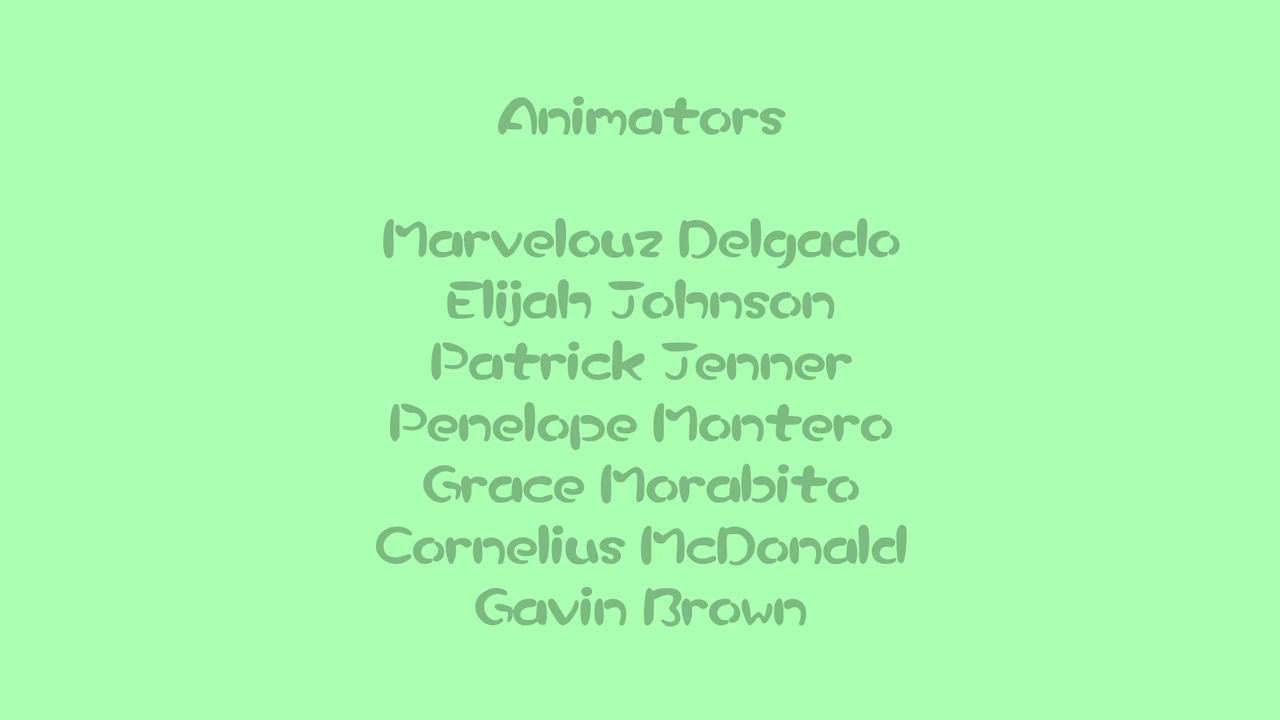 Animators
Marvelouz Delgado
Elijah Johnson
Patrick Jenner
Penelope Montero
Grace Morabito
Cornelius McDonald
Gavin Brown